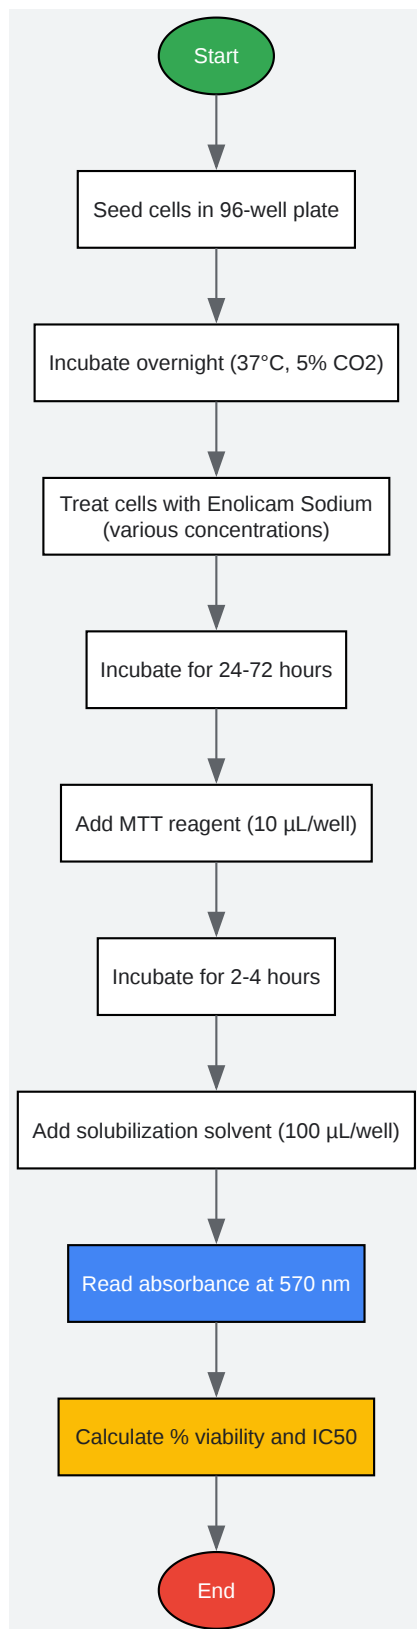 Start
Seed cells in 96-well plate
Incubate overnight (37°C, 5% CO2)
Treat cells with Enolicam Sodium
(various concentrations)
Incubate for 24-72 hours
Add MTT reagent (10 µL/well)
Incubate for 2-4 hours
Add solubilization solvent (100 µL/well)
Read absorbance at 570 nm
Calculate % viability and IC50
End